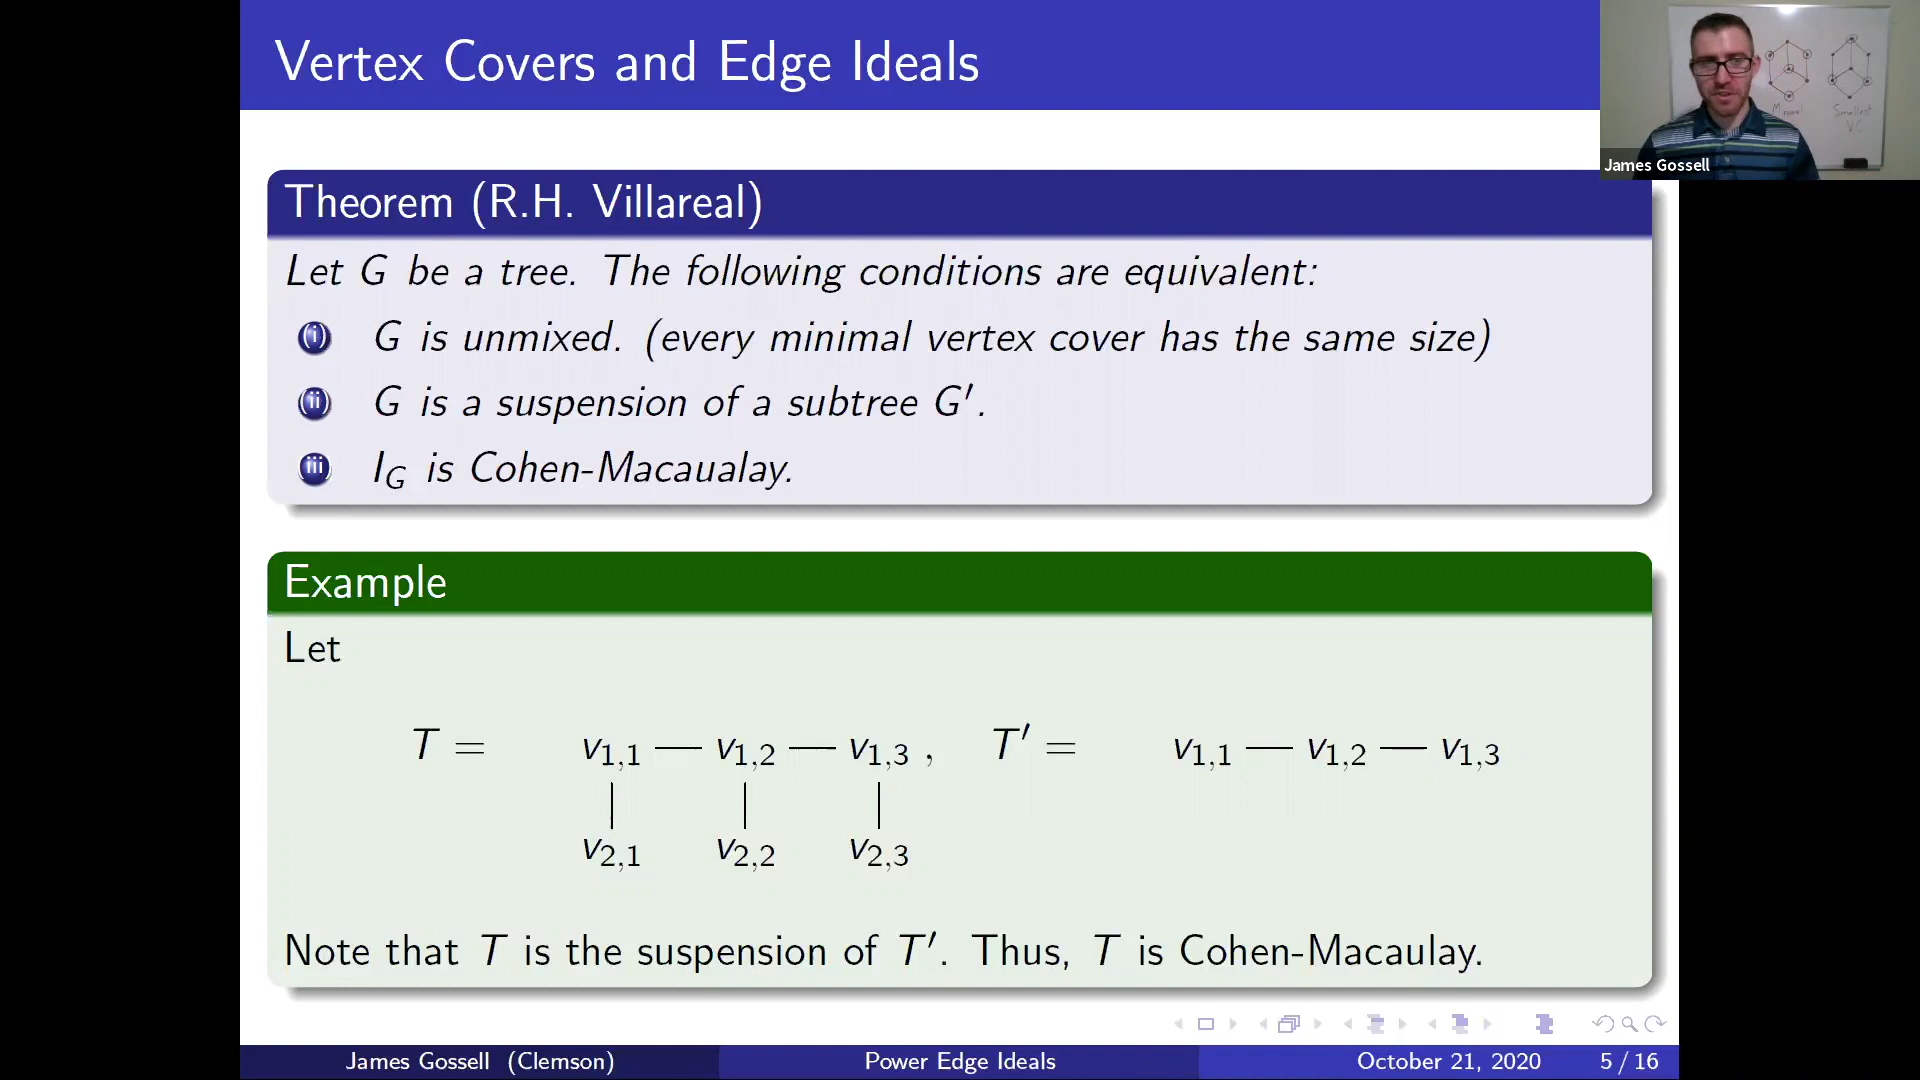 Vertex Covers and Edge Ideals
Minimal
Smallest
VC
James Gossell
Theorem (R.H. Villareal)
Let G be a tree. The following conditions are equivalent:
(i) G is unmixed. (every minimal vertex cover has the same size)
(ii) G is a suspension of a subtree G′.
(iii) I_G is Cohen-Macaualay.
Example
Let
T = v1,1 — v1,2 — v1,3 , T′ = v1,1 — v1,2 — v1,3
v2,1 v2,2 v2,3
Note that T is the suspension of T′. Thus, T is Cohen-Macaulay.
James Gossell (Clemson) Power Edge Ideals October 21, 2020 5 / 16